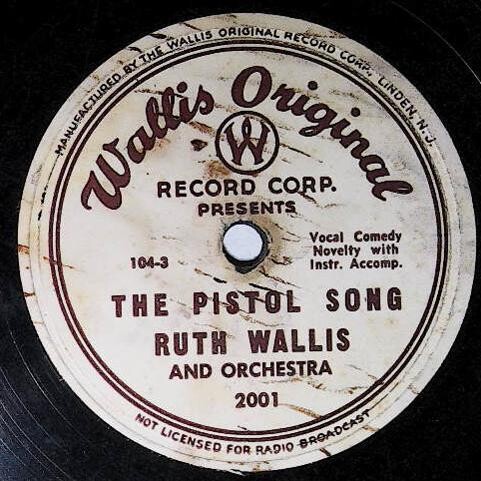 MANUFACTURED BY THE WALLIS ORIGINAL RECORD CORP., LINDEN, N. J.
Wallis Original
W
RECORD CORP.
PRESENTS
104-3
Vocal Comedy
Novelty with
Instr. Accomp.
THE PISTOL SONG
RUTH WALLIS
AND ORCHESTRA
2001
NOT LICENSED FOR RADIO BROADCAST